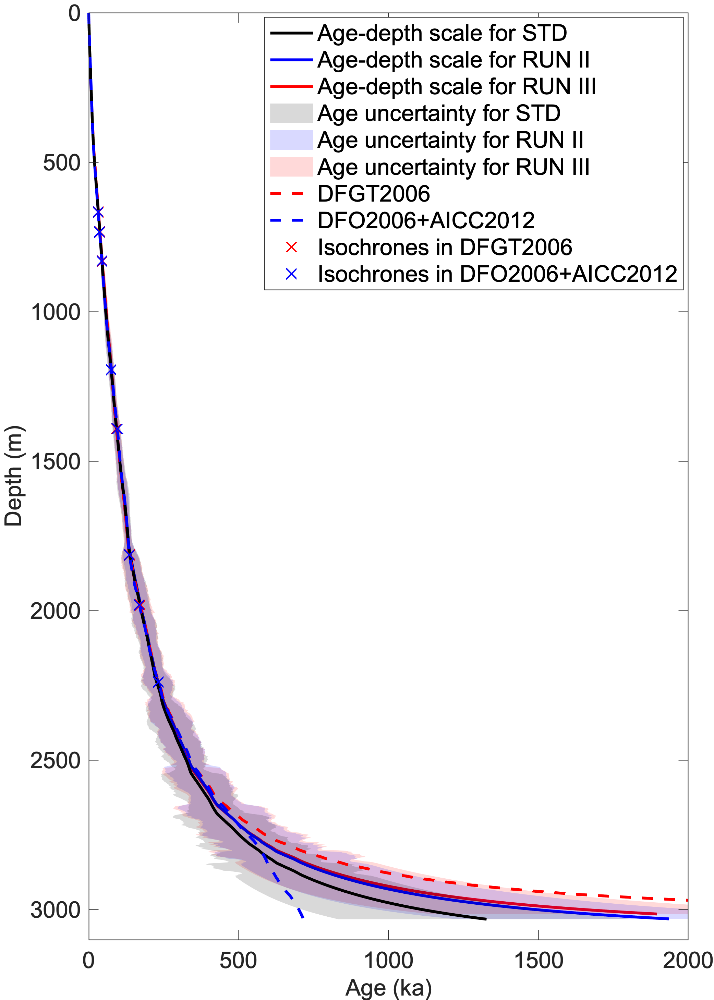 0
500
1000
1500
2000
2500
3000
Depth (m)
Age-depth scale for STD
Age-depth scale for RUN II
Age-depth scale for RUN III
Age uncertainty for STD
Age uncertainty for RUN II
Age uncertainty for RUN III
DFGT2006
DFO2006+AICC2012
Isochrones in DFGT2006
Isochrones in DFO2006+AICC2012
0 500 1000 1500 2000
Age (ka)